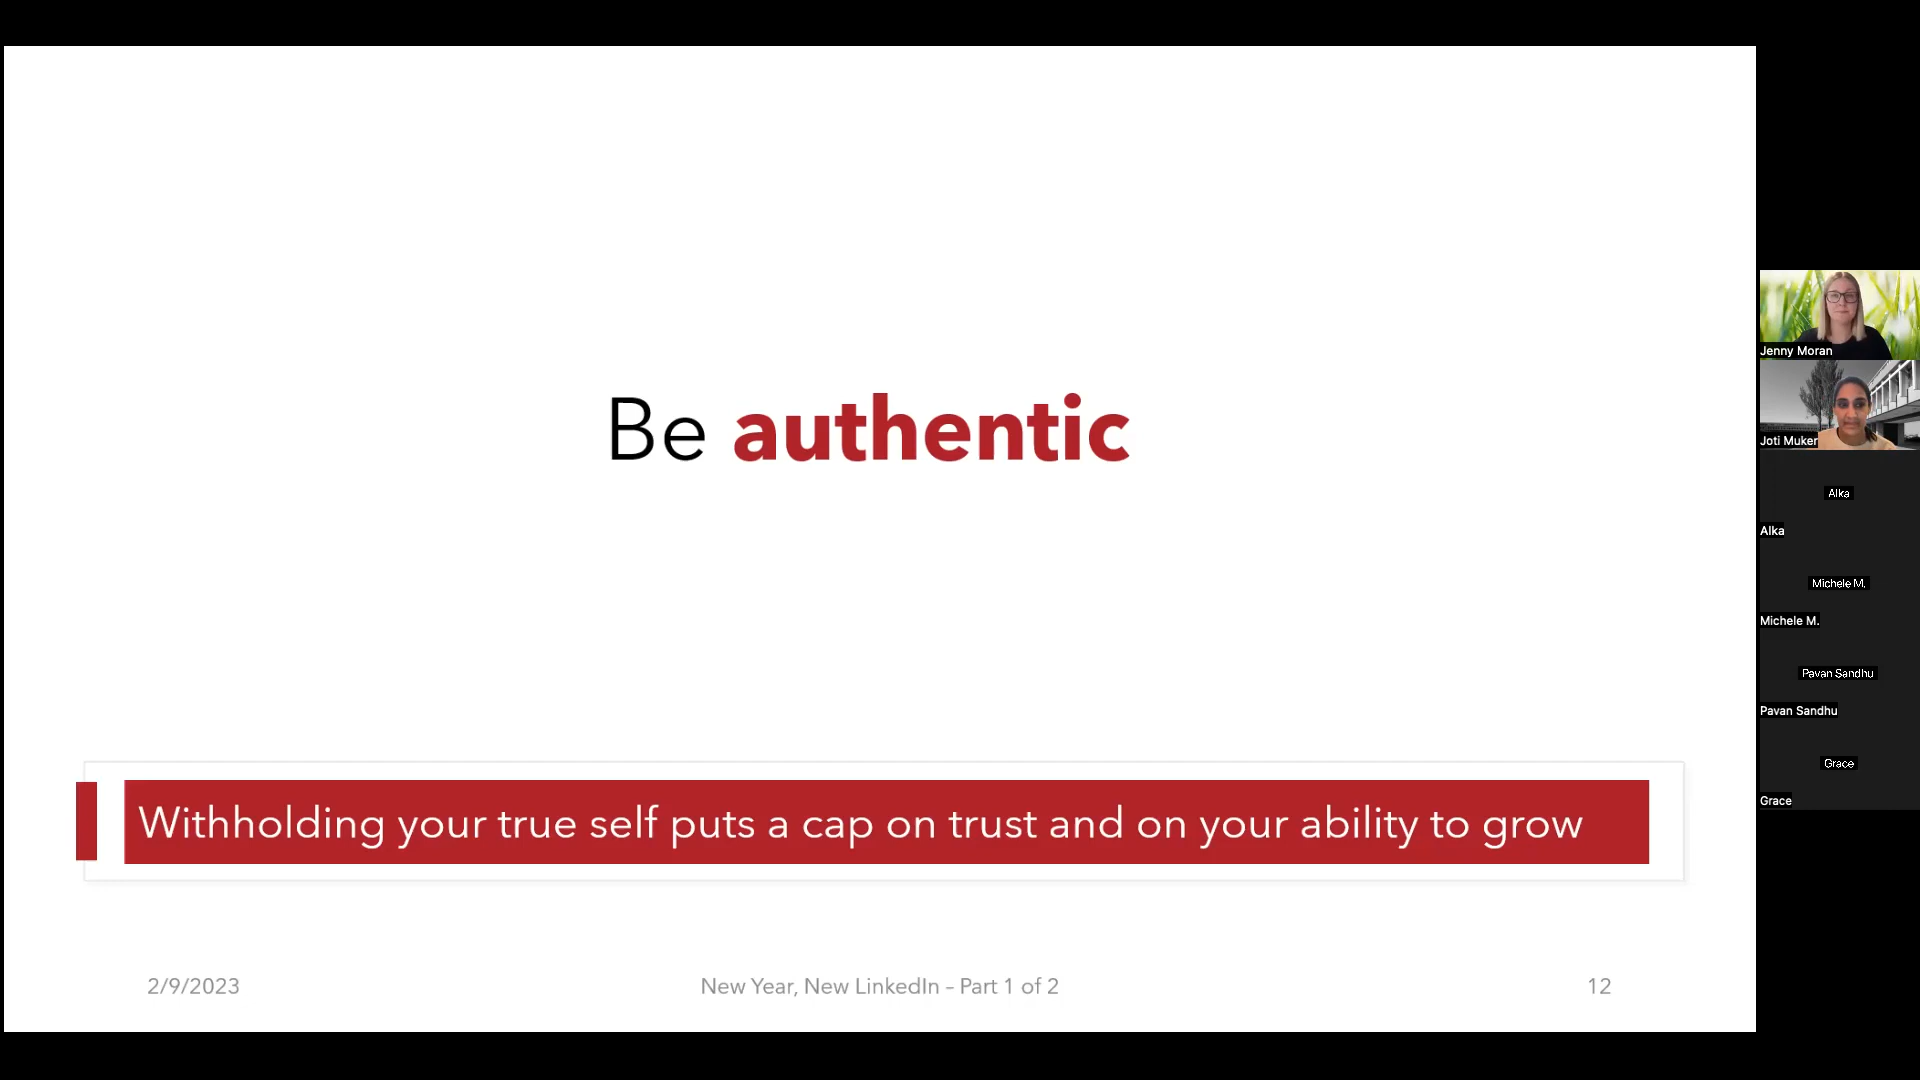 Be authentic
Withholding your true self puts a cap on trust and on your ability to grow
2/9/2023
New Year, New LinkedIn – Part 1 of 2
12
Jenny Moran
Joti Muker
Alka
Alka
Michele M.
Michele M.
Pavan Sandhu
Pavan Sandhu
Grace
Grace